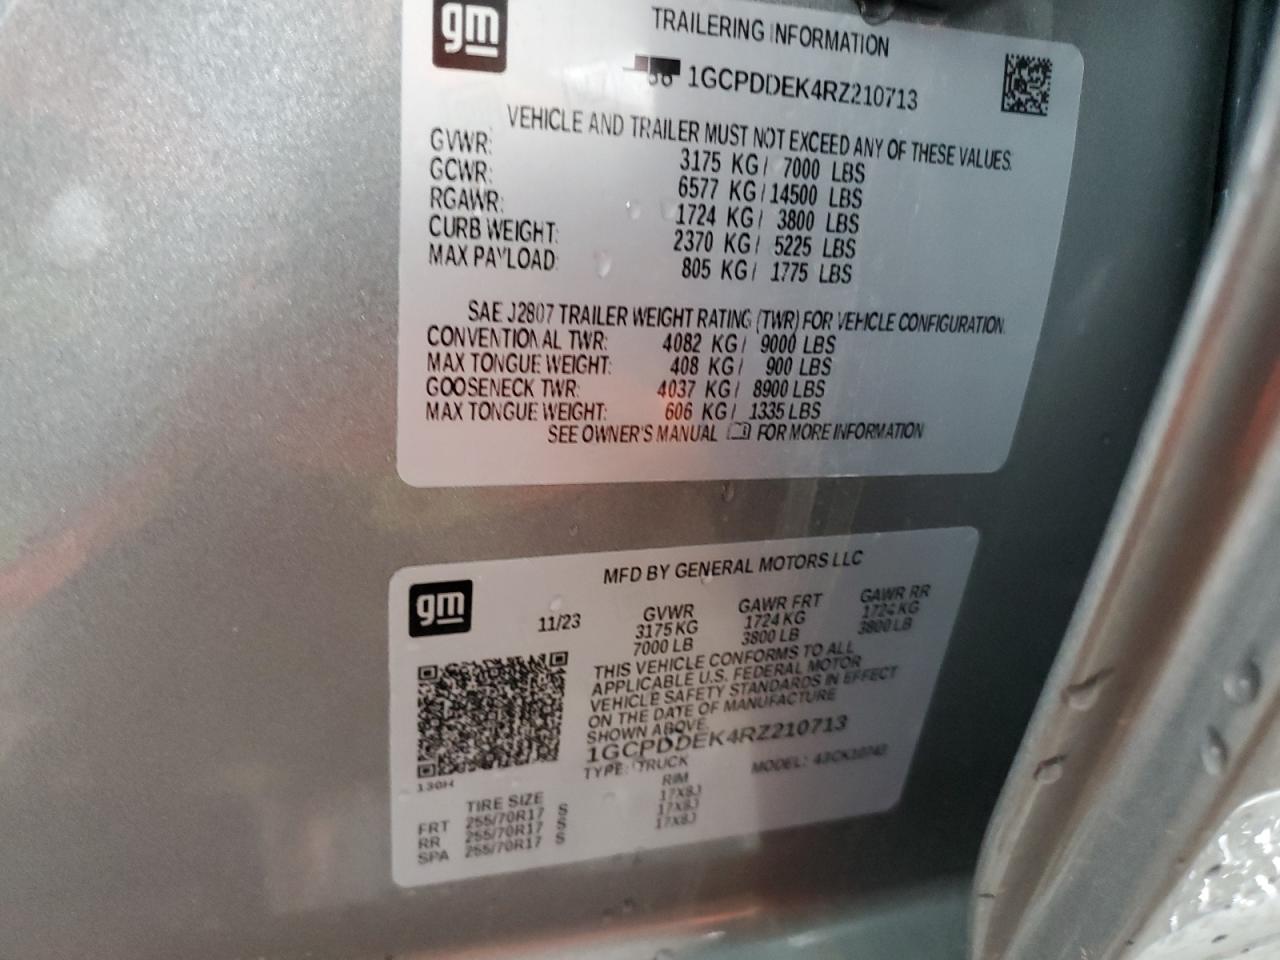 gm
TRAILERING INFORMATION
1GCPDDEK4RZ210713
VEHICLE AND TRAILER MUST NOT EXCEED ANY OF THESE VALUES.
GVWR: 3175 KG / 7000 LBS
GCWR: 6577 KG / 14500 LBS
RGAWR: 1724 KG / 3800 LBS
CURB WEIGHT: 2370 KG / 5225 LBS
MAX PAYLOAD: 805 KG / 1775 LBS
SAE J2807 TRAILER WEIGHT RATING (TWR) FOR VEHICLE CONFIGURATION.
CONVENTIONAL TWR: 4082 KG / 9000 LBS
MAX TONGUE WEIGHT: 408 KG / 900 LBS
GOOSENECK TWR: 4037 KG / 8900 LBS
MAX TONGUE WEIGHT: 606 KG / 1335 LBS
SEE OWNER'S MANUAL FOR MORE INFORMATION
gm
MFD BY GENERAL MOTORS LLC
11/23 GVWR GAWR FRT GAWR RR
3175 KG 1724 KG 1724 KG
7000 LB 3800 LB 3800 LB
THIS VEHICLE CONFORMS TO ALL
APPLICABLE U.S. FEDERAL MOTOR
VEHICLE SAFETY STANDARDS IN EFFECT
ON THE DATE OF MANUFACTURE
SHOWN ABOVE.
1GCPDDEK4RZ210713
TYPE: TRUCK MODEL:
130H
TIRE SIZE RIM
FRT 255/70R17 S 17X8J
RR 255/70R17 S 17X8J
SPA 255/70R17 S 17X8J